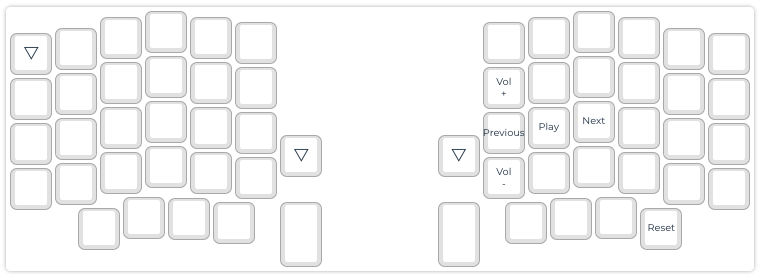 ▽
Vol
+
Previous
Play
Next
▽
▽
Vol
-
Reset